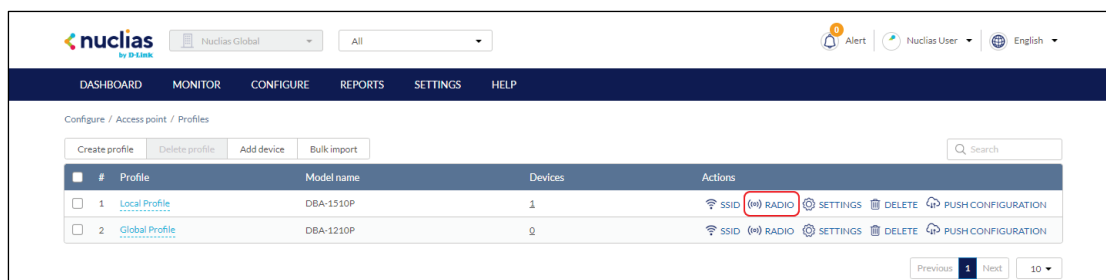 nuclias
by D-Link
Nuclias Global
All
0
Alert
Nuclias User
English
DASHBOARD MONITOR CONFIGURE REPORTS SETTINGS HELP
Configure / Access point / Profiles
Create profile Delete profile Add device Bulk import Search
# Profile Model name Devices Actions
1 Local Profile DBA-1510P 1 SSID RADIO SETTINGS DELETE PUSH CONFIGURATION
2 Global Profile DBA-1210P 0 SSID RADIO SETTINGS DELETE PUSH CONFIGURATION
Previous 1 Next 10